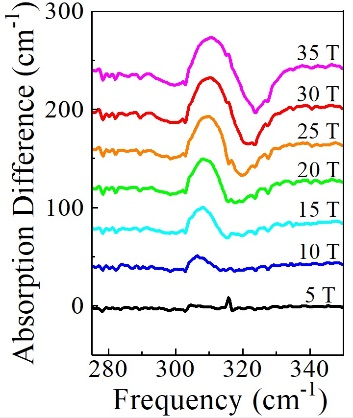 Absorption Difference (cm⁻¹)
300
200
100
0
35 T
30 T
25 T
20 T
15 T
10 T
5 T
280 300 320 340
Frequency (cm⁻¹)